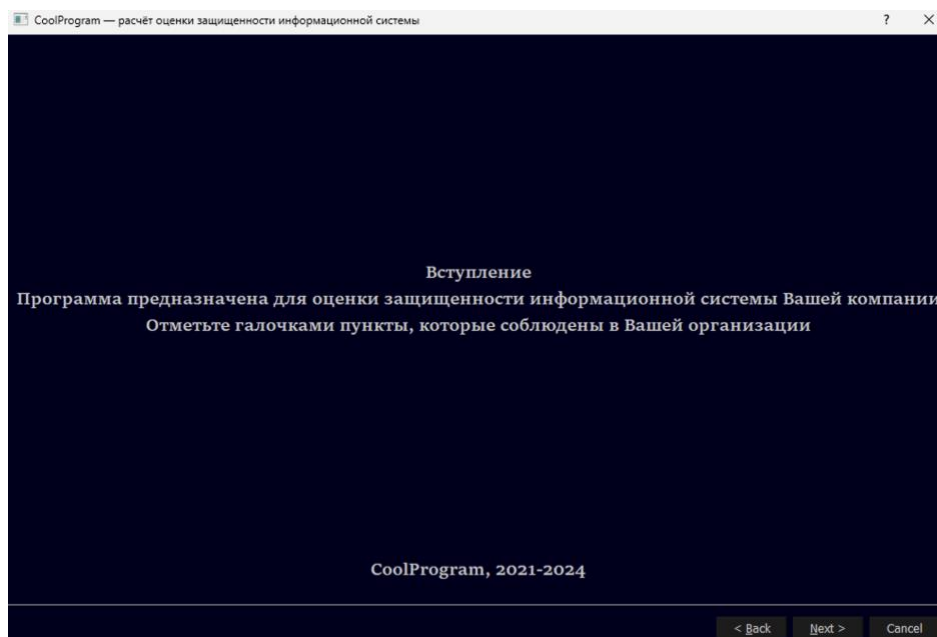 CoolProgram — расчёт оценки защищенности информационной системы
?
Вступление
Программа предназначена для оценки защищенности информационной системы Вашей компании
Отметьте галочками пункты, которые соблюдены в Вашей организации
CoolProgram, 2021-2024
< Back Next > Cancel